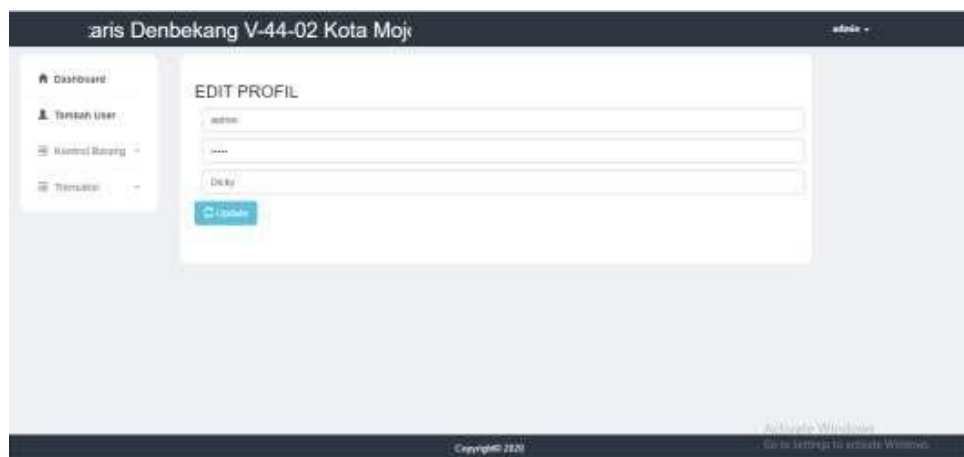 aris Denbekang V-44-02 Kota Moj
admin
Dashboard
Tambah User
Kontrol Barang
Transaksi
EDIT PROFIL
admin
.....
Dicky
Update
Copyright© 2020
Activate Windows
Go to Settings to activate Windows.